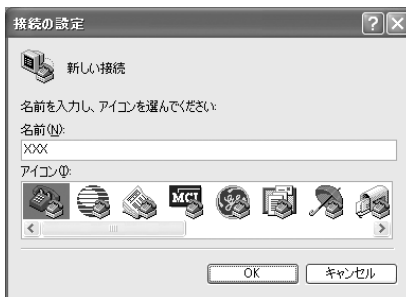 接続の設定
新しい接続
名前を入力し、アイコンを選んでください:
名前(N):
XXX
アイコン(I):
MCI
OK キャンセル